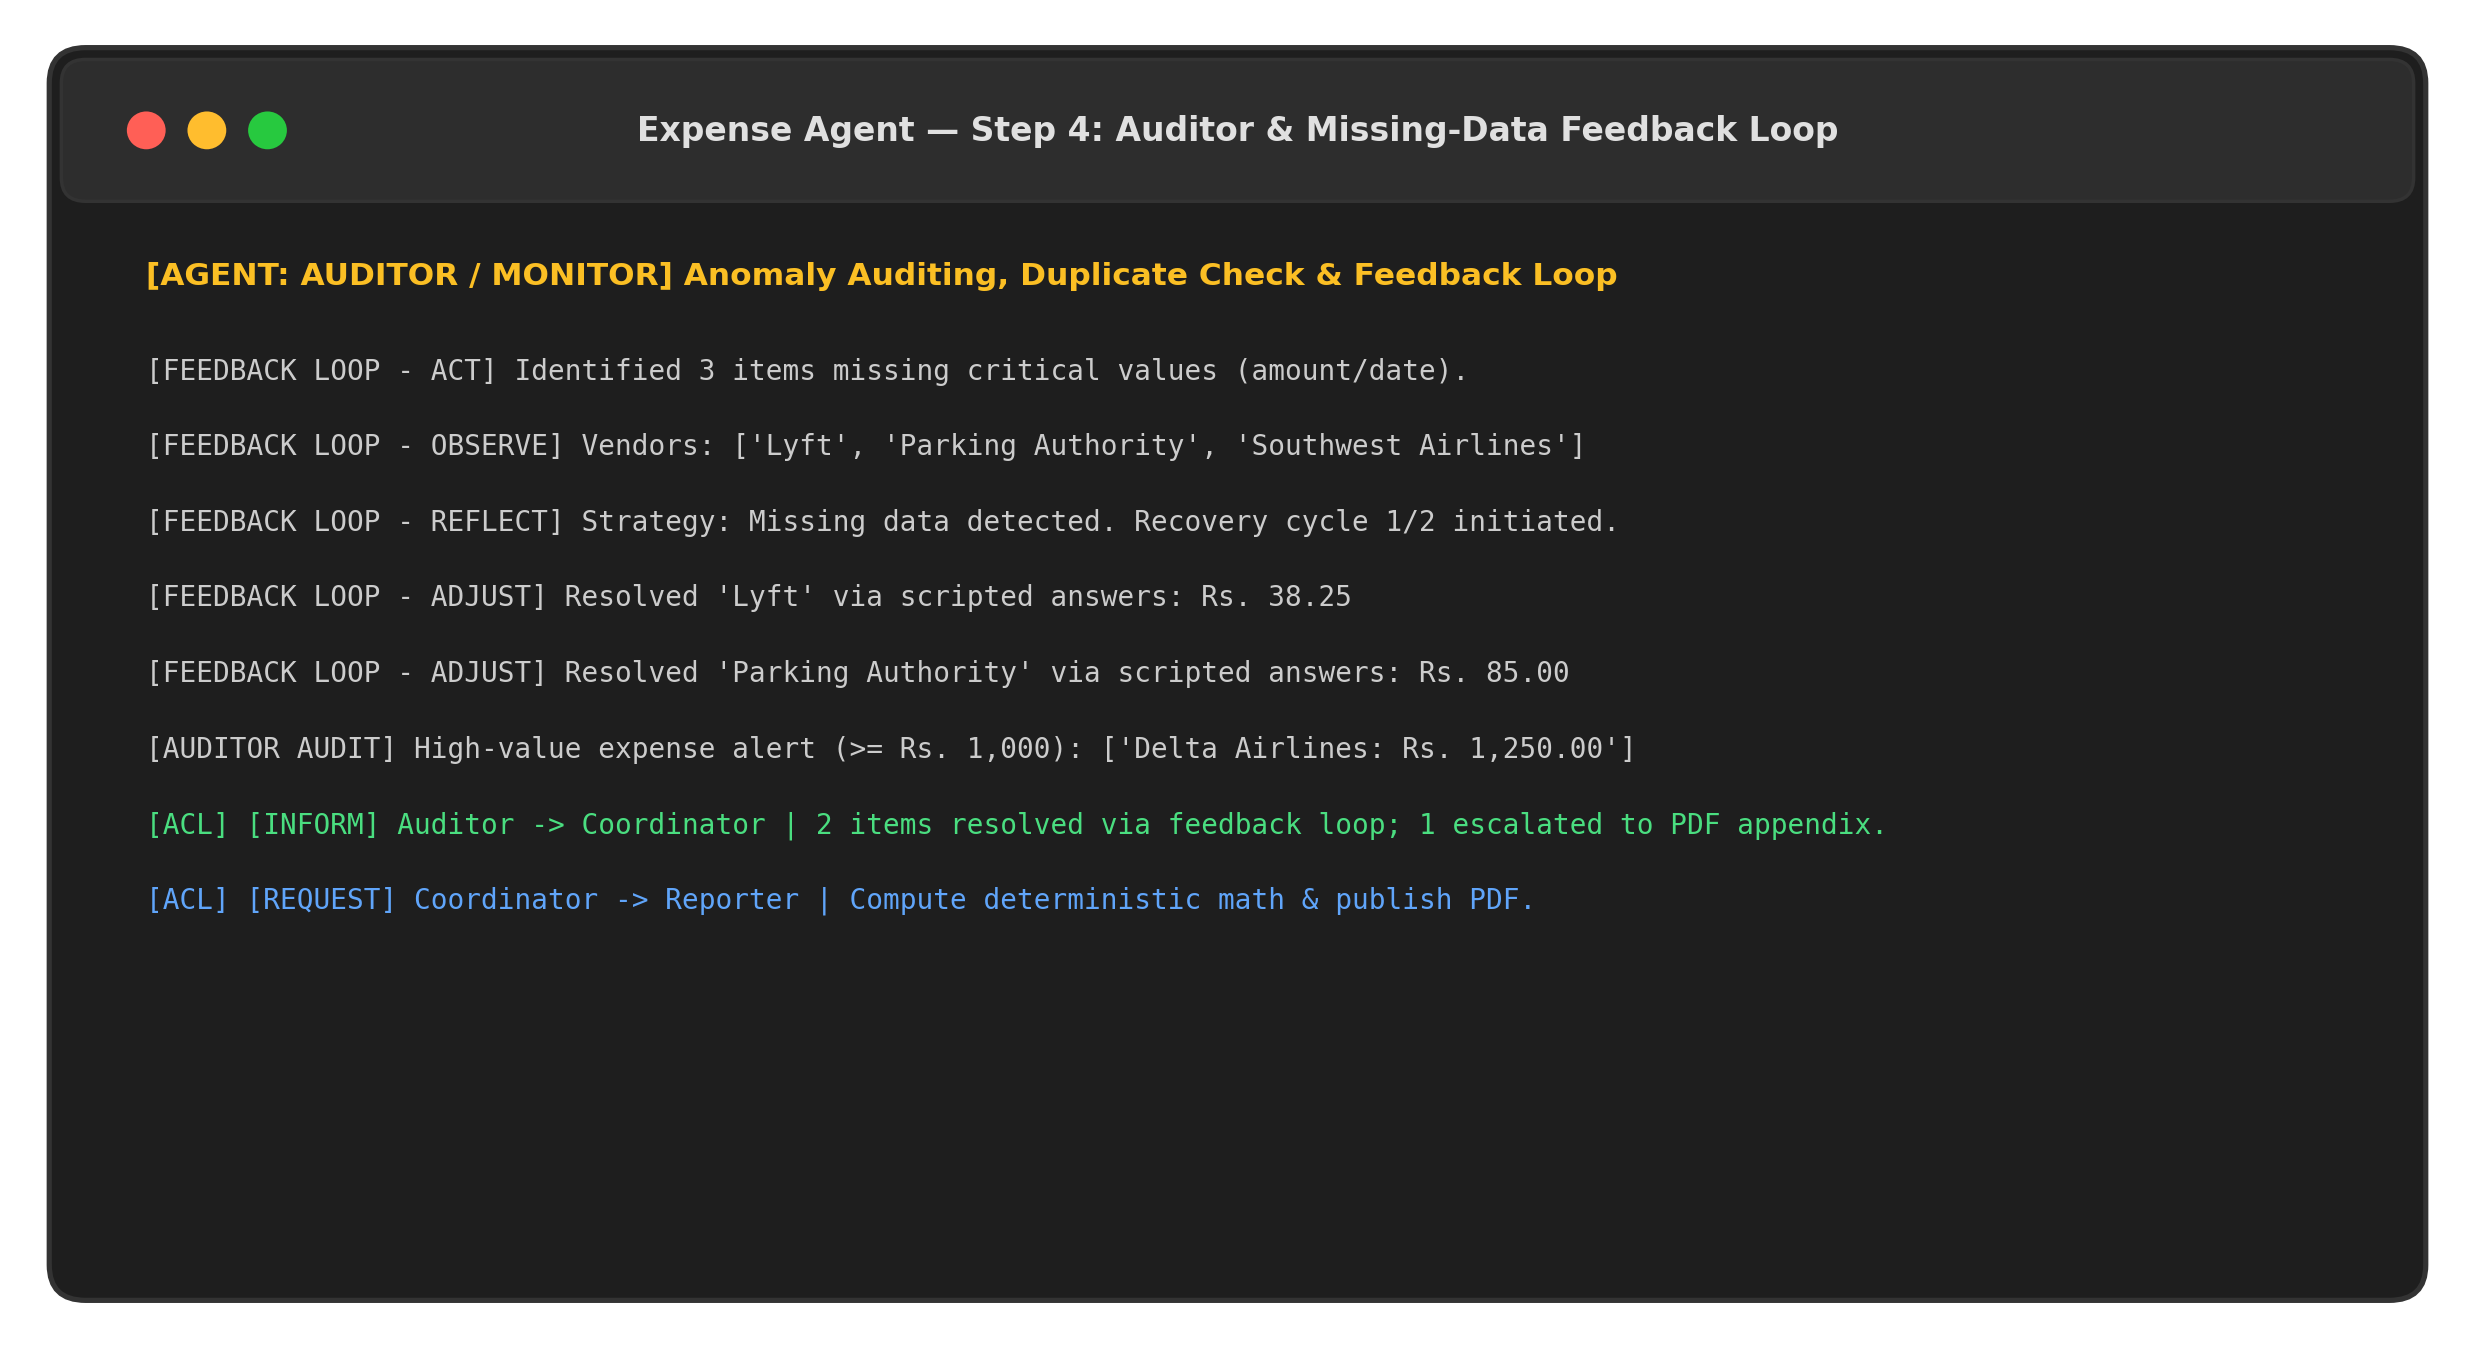 Expense Agent — Step 4: Auditor & Missing-Data Feedback Loop
[AGENT: AUDITOR / MONITOR] Anomaly Auditing, Duplicate Check & Feedback Loop
[FEEDBACK LOOP - ACT] Identified 3 items missing critical values (amount/date).
[FEEDBACK LOOP - OBSERVE] Vendors: ['Lyft', 'Parking Authority', 'Southwest Airlines']
[FEEDBACK LOOP - REFLECT] Strategy: Missing data detected. Recovery cycle 1/2 initiated.
[FEEDBACK LOOP - ADJUST] Resolved 'Lyft' via scripted answers: Rs. 38.25
[FEEDBACK LOOP - ADJUST] Resolved 'Parking Authority' via scripted answers: Rs. 85.00
[AUDITOR AUDIT] High-value expense alert (>= Rs. 1,000): ['Delta Airlines: Rs. 1,250.00']
[ACL] [INFORM] Auditor -> Coordinator | 2 items resolved via feedback loop; 1 escalated to PDF appendix.
[ACL] [REQUEST] Coordinator -> Reporter | Compute deterministic math & publish PDF.